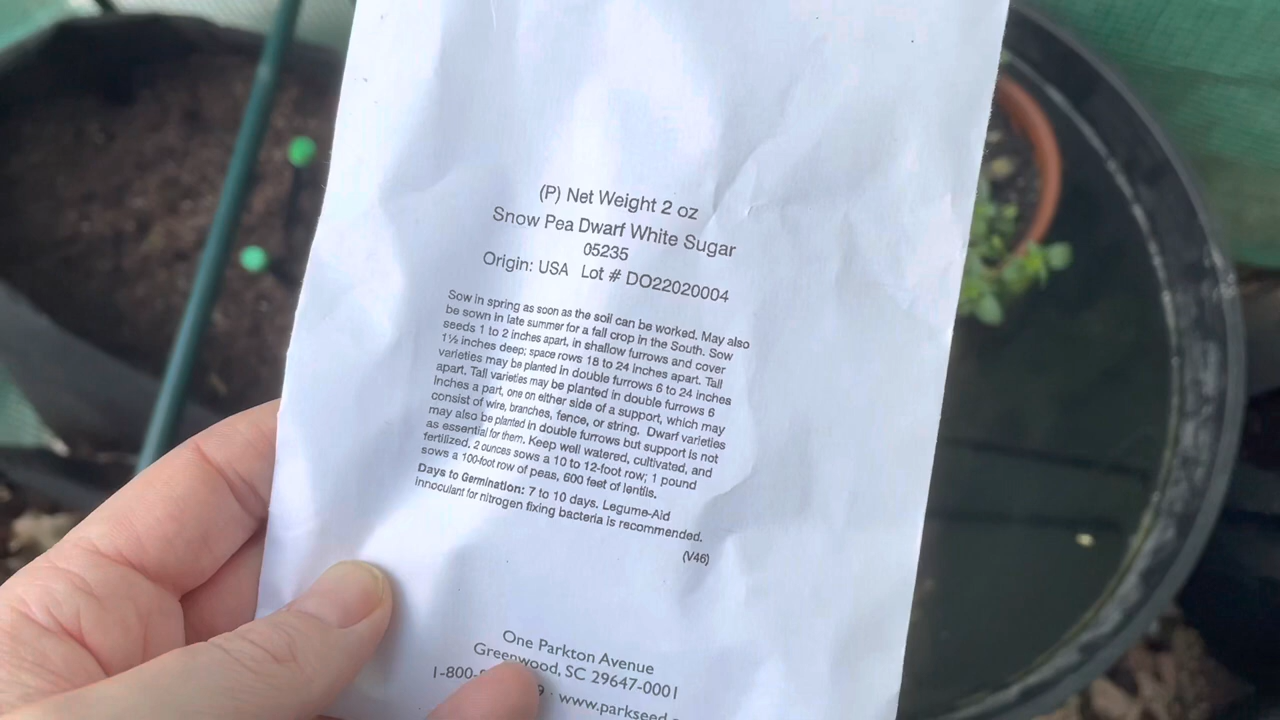 (P) Net Weight 2 oz
Snow Pea Dwarf White Sugar
05235
Origin: USA Lot # DO22020004
Sow in spring as soon as the soil can be worked. May also
be sown in late summer for a fall crop in the South. Sow
seeds 1 to 2 inches apart, in shallow furrows and cover
1½ inches deep; space rows 18 to 24 inches apart. Tall
varieties may be planted in double furrows 6 to 24 inches
apart. Tall varieties may be planted in double furrows 6
inches a part, one on either side of a support, which may
consist of wire, branches, fence, or string. Dwarf varieties
may also be planted in double furrows but support is not
as essential for them. Keep well watered, cultivated, and
fertilized. 2 ounces sows a 10 to 12-foot row; 1 pound
sows a 100-foot row of peas, 600 feet of lentils.
Days to Germination: 7 to 10 days. Legume-Aid
innoculant for nitrogen fixing bacteria is recommended.
(V46)
One Parkton Avenue
Greenwood, SC 29647-0001
1-800- 9 · www.parkseed.